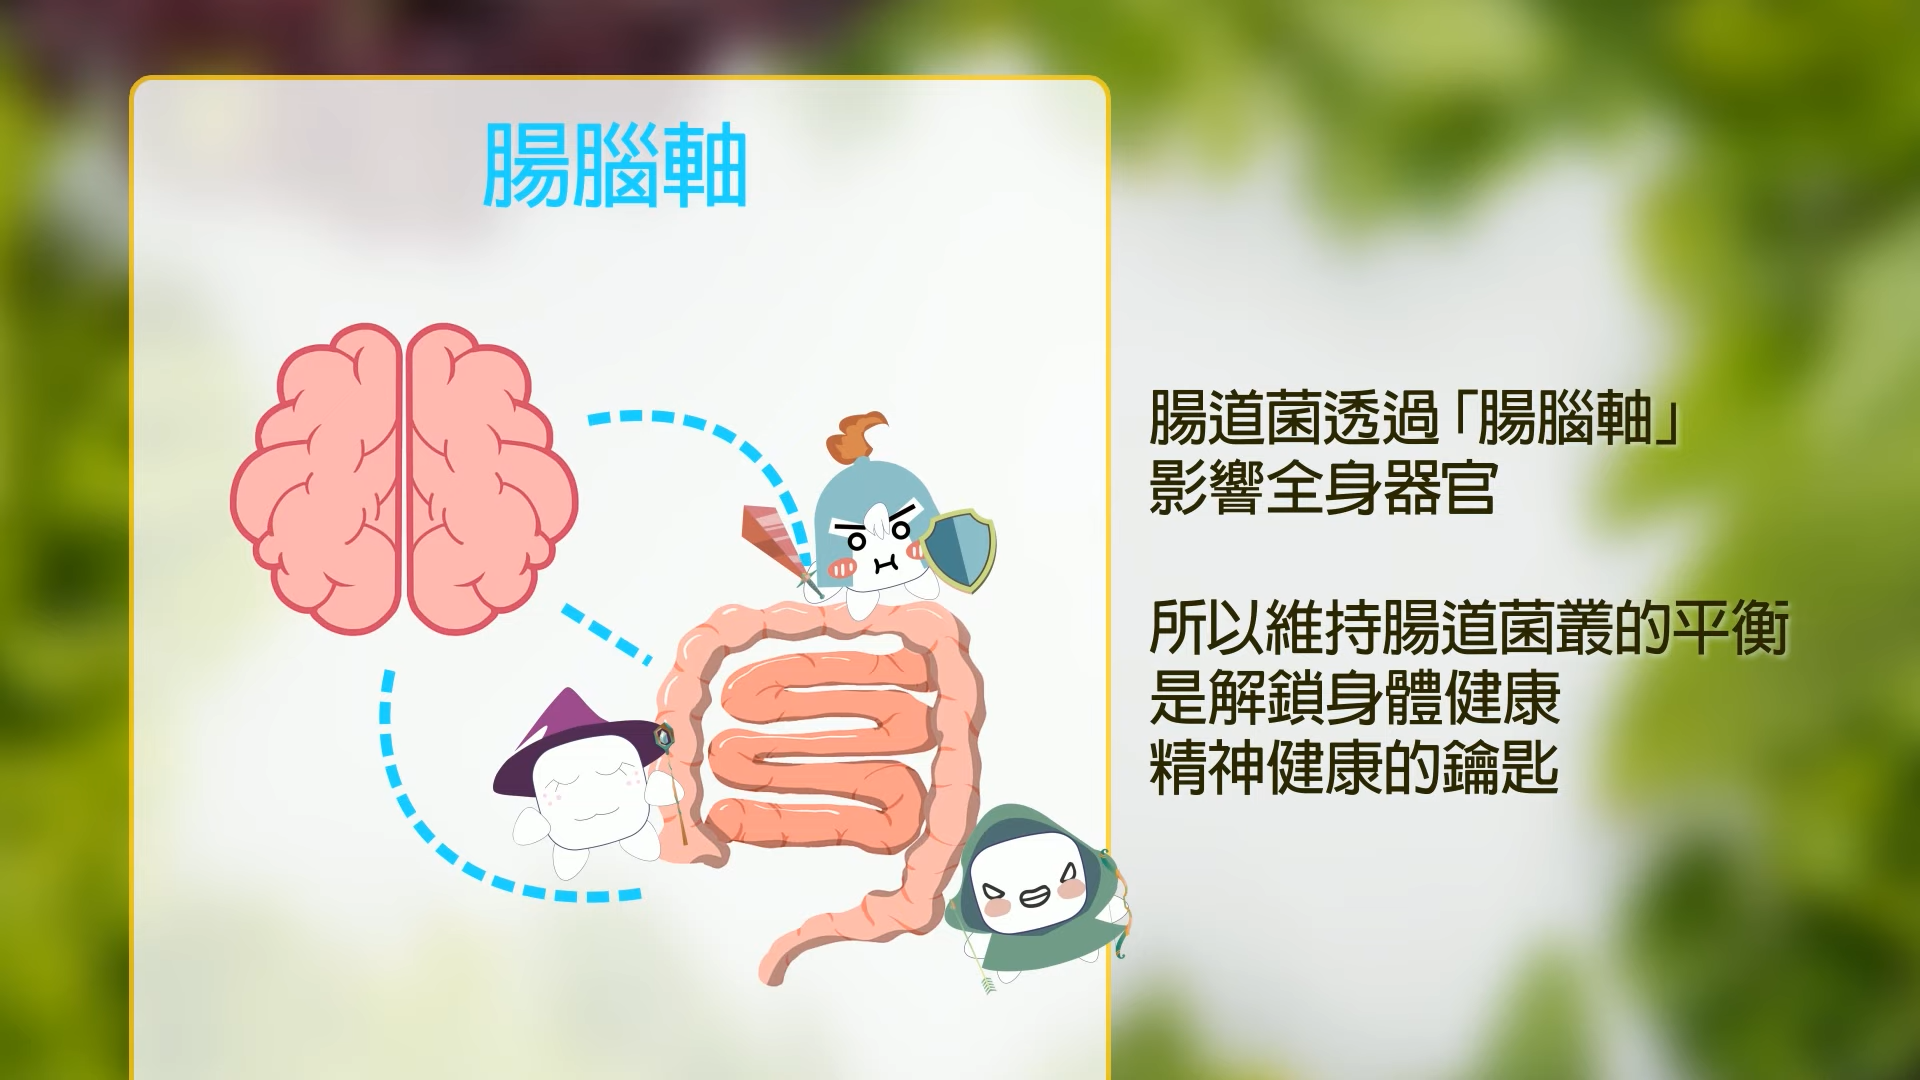 腸腦軸
腸道菌透過「腸腦軸」
影響全身器官
所以維持腸道菌叢的平衡
是解鎖身體健康
精神健康的鑰匙